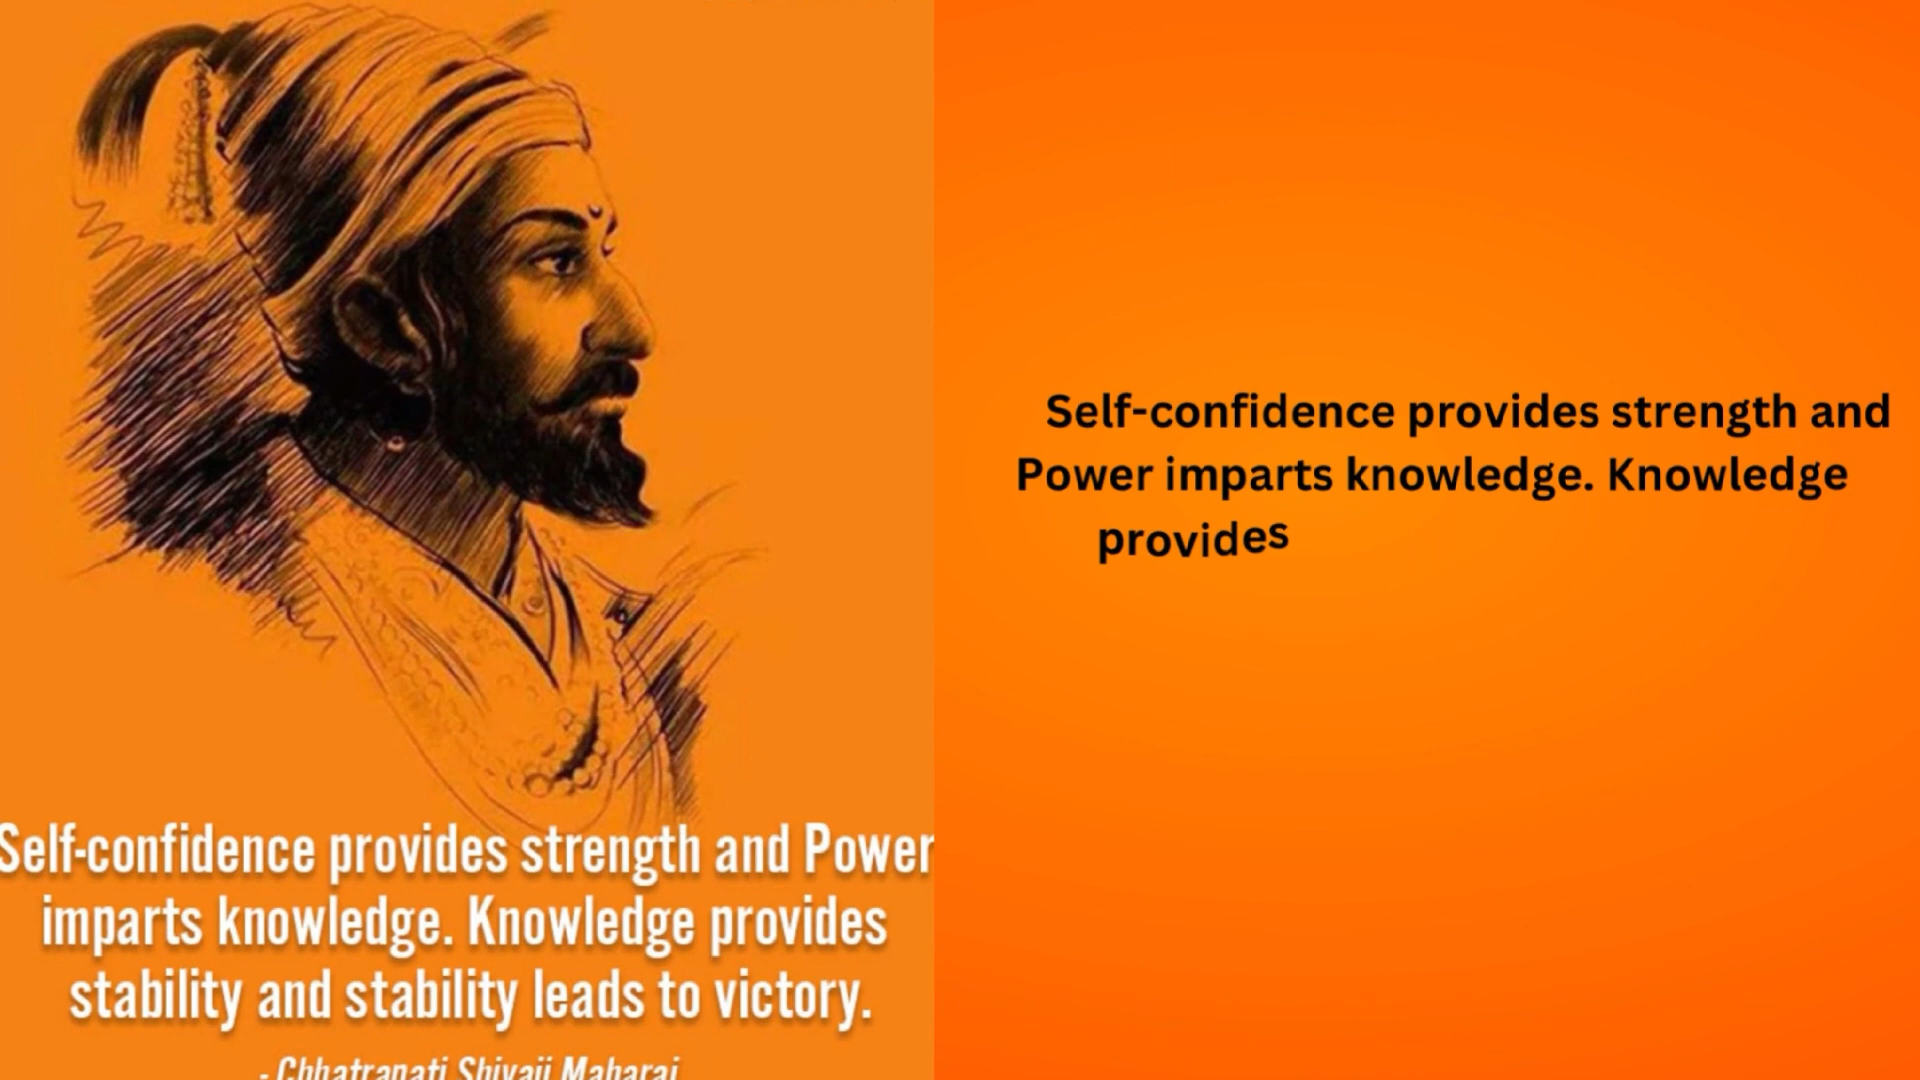 Self-confidence provides strength and Power
imparts knowledge. Knowledge provides
stability and stability leads to victory.
- Chhatrapati Shivaji Maharaj
Self-confidence provides strength and
Power imparts knowledge. Knowledge
provides